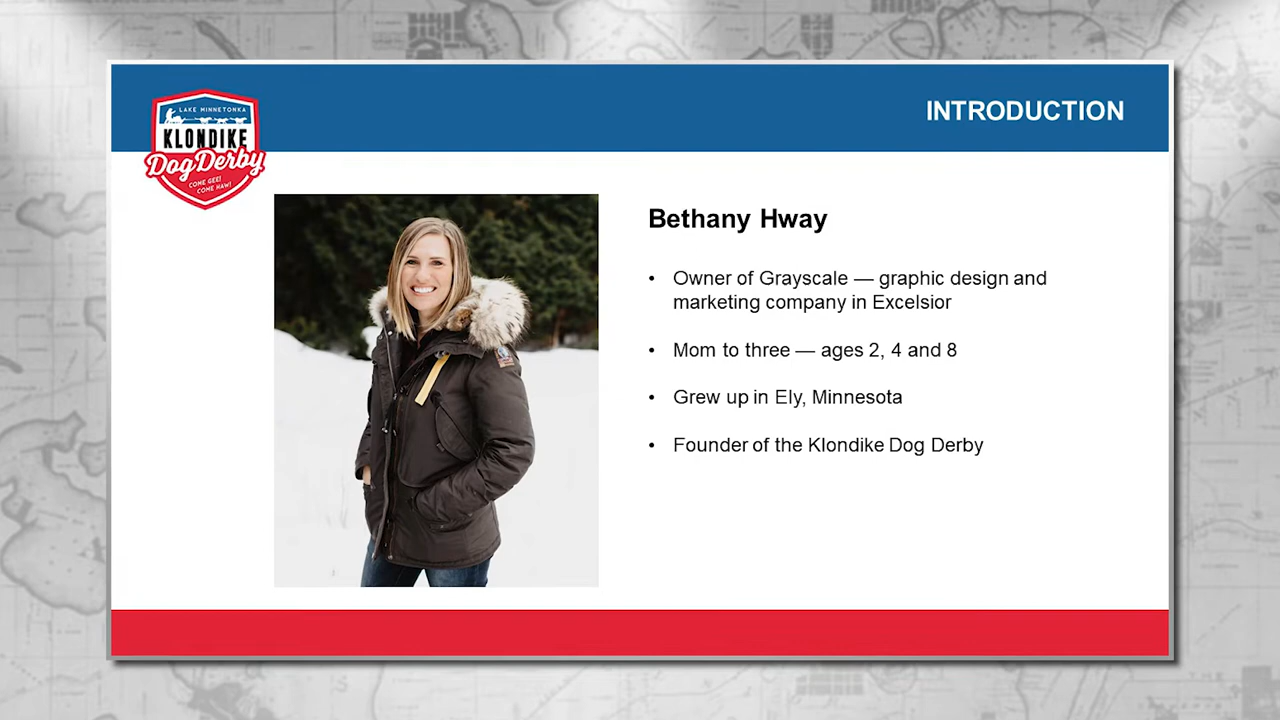 LAKE MINNETONKA
KLONDIKE
Dog Derby
COME GEE!
COME HAW!
INTRODUCTION
Bethany Hway
• Owner of Grayscale — graphic design and
marketing company in Excelsior
• Mom to three — ages 2, 4 and 8
• Grew up in Ely, Minnesota
• Founder of the Klondike Dog Derby